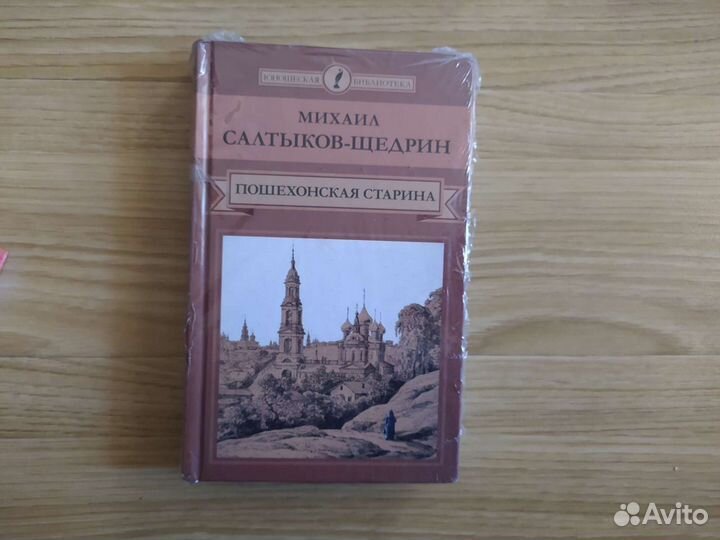 ЮНОШЕСКАЯ БИБЛИОТЕКА
МИХАИЛ
САЛТЫКОВ-ЩЕДРИН
ПОШЕХОНСКАЯ СТАРИНА
Avito